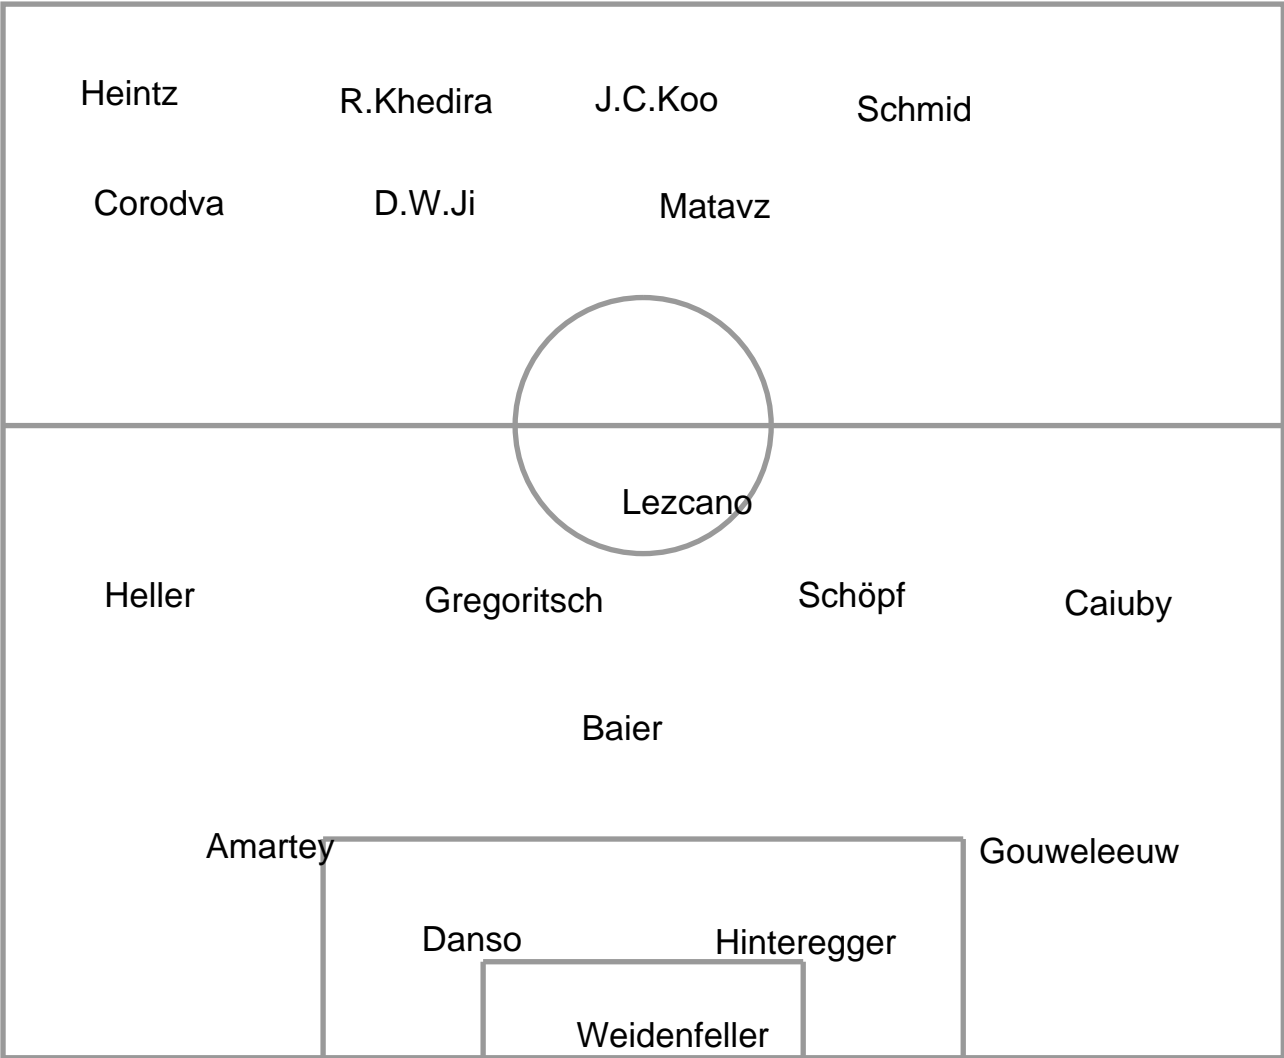 Heintz R.Khedira J.C.Koo Schmid
Corodva D.W.Ji Matavz
Lezcano
Heller Gregoritsch Schöpf Caiuby
Baier
Amartey Gouweleeuw
Danso Hinteregger
Weidenfeller